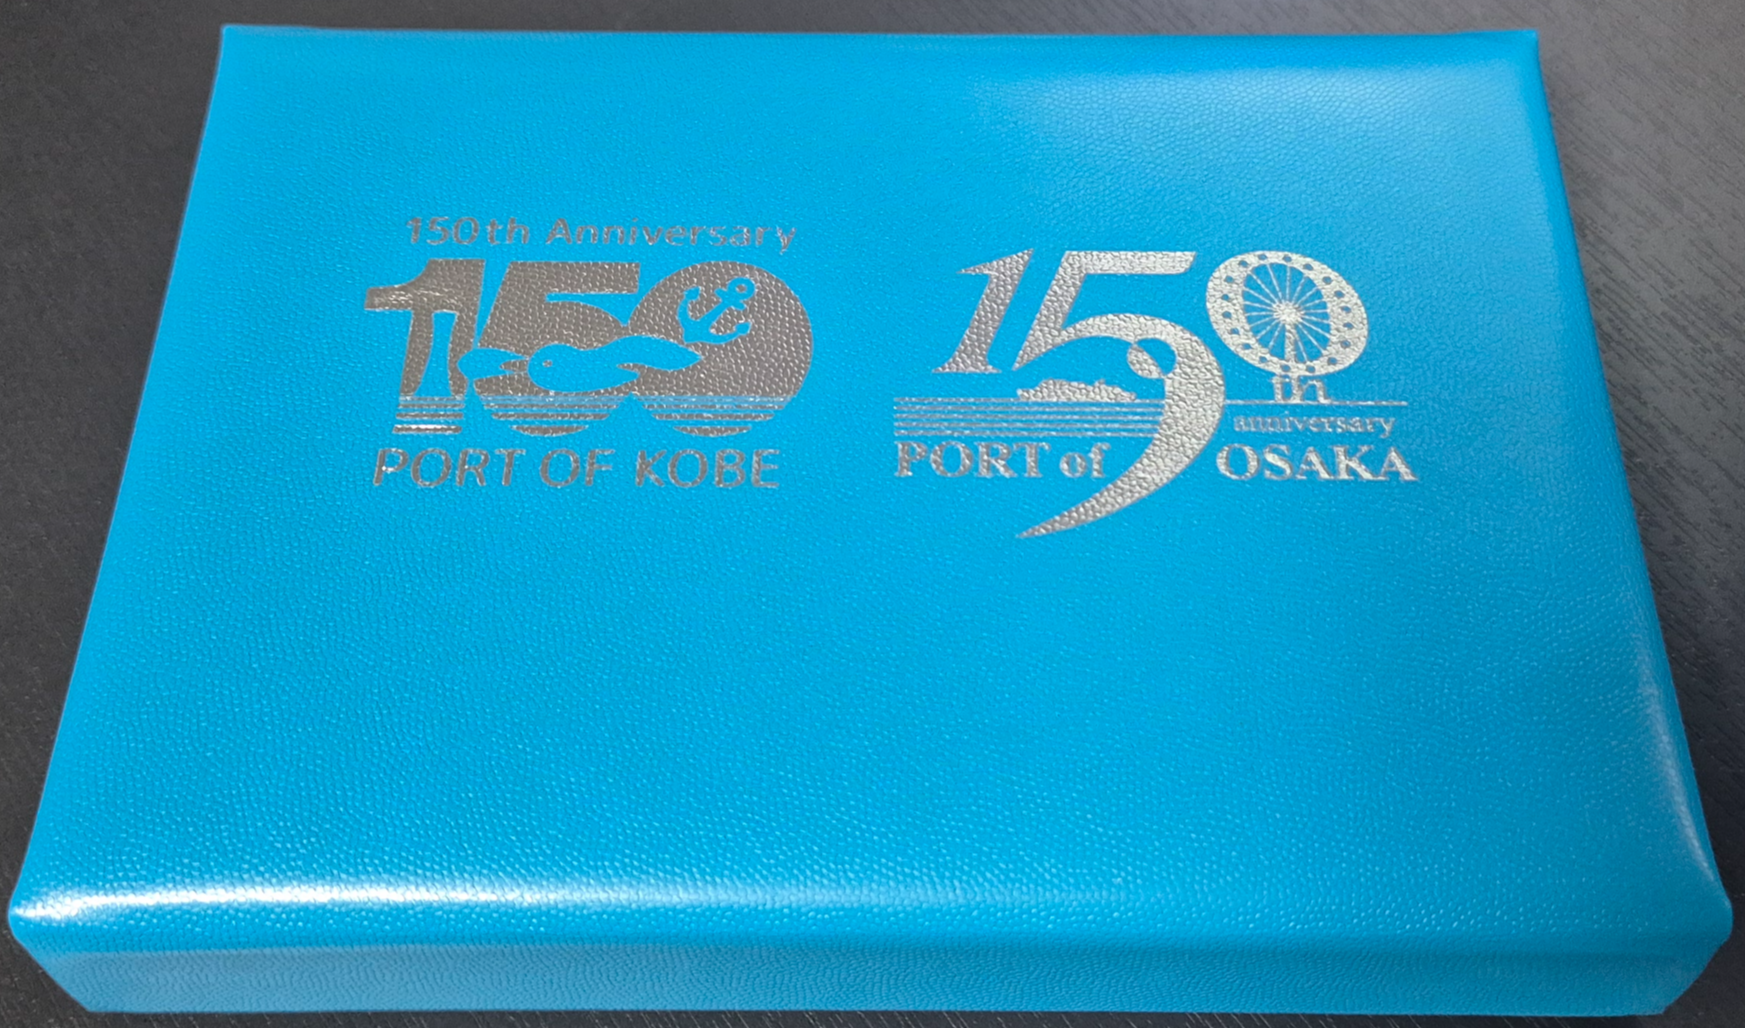 150th Anniversary
150
PORT OF KOBE
150
th
anniversary
PORT of OSAKA